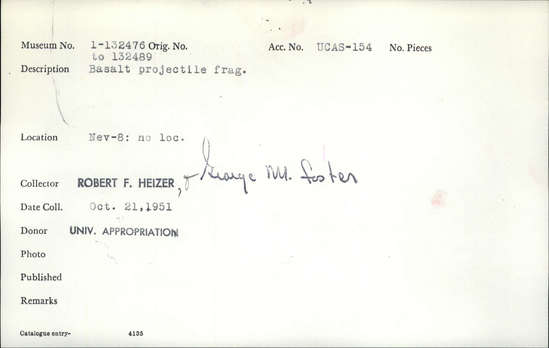 Museum No. 1-132476 Orig. No. Acc. No. UCAS-154 No. Pieces
to 132489
Description Basalt projectile frag.
Location Nev-8: no loc.
Collector ROBERT F. HEIZER, & George M. Foster
Date Coll. Oct. 21,1951
Donor UNIV. APPROPRIATION
Photo
Published
Remarks
Catalogue entry- 4135